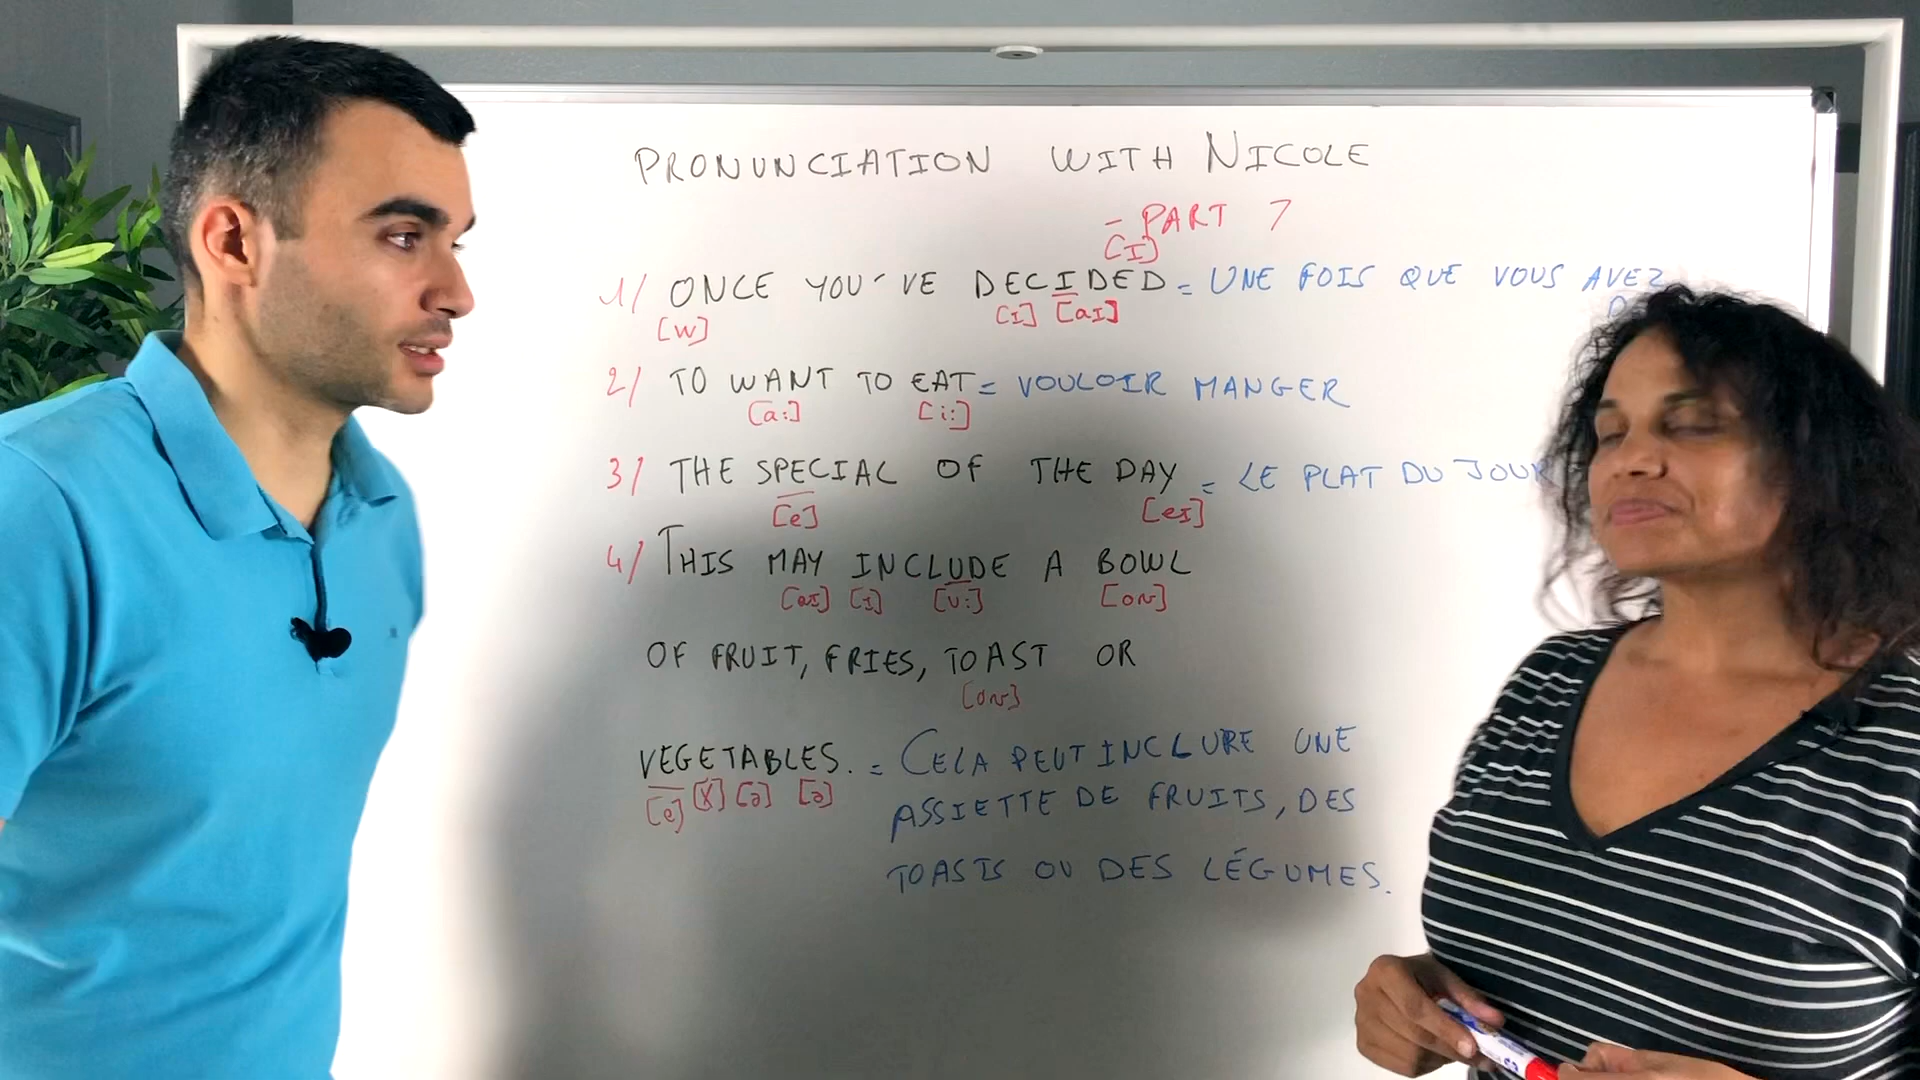 PRONUNCIATION WITH NICOLE
- PART 7
[I]
1/ ONCE YOU'VE DECIDED = UNE FOIS QUE VOUS AVEZ
[W] [I] [aI]
2/ TO WANT TO EAT = VOULOIR MANGER
[a:] [i:]
3/ THE SPECIAL OF THE DAY = LE PLAT DU JOUR
[e] [eI]
4/ THIS MAY INCLUDE A BOWL
[eI] [I] [u:] [oʊ]
OF FRUIT, FRIES, TOAST OR
[oʊ]
VEGETABLES. = CELA PEUT INCLURE UNE
[e] [X] [ə] [ə] ASSIETTE DE FRUITS, DES
TOASTS OU DES LÉGUMES.